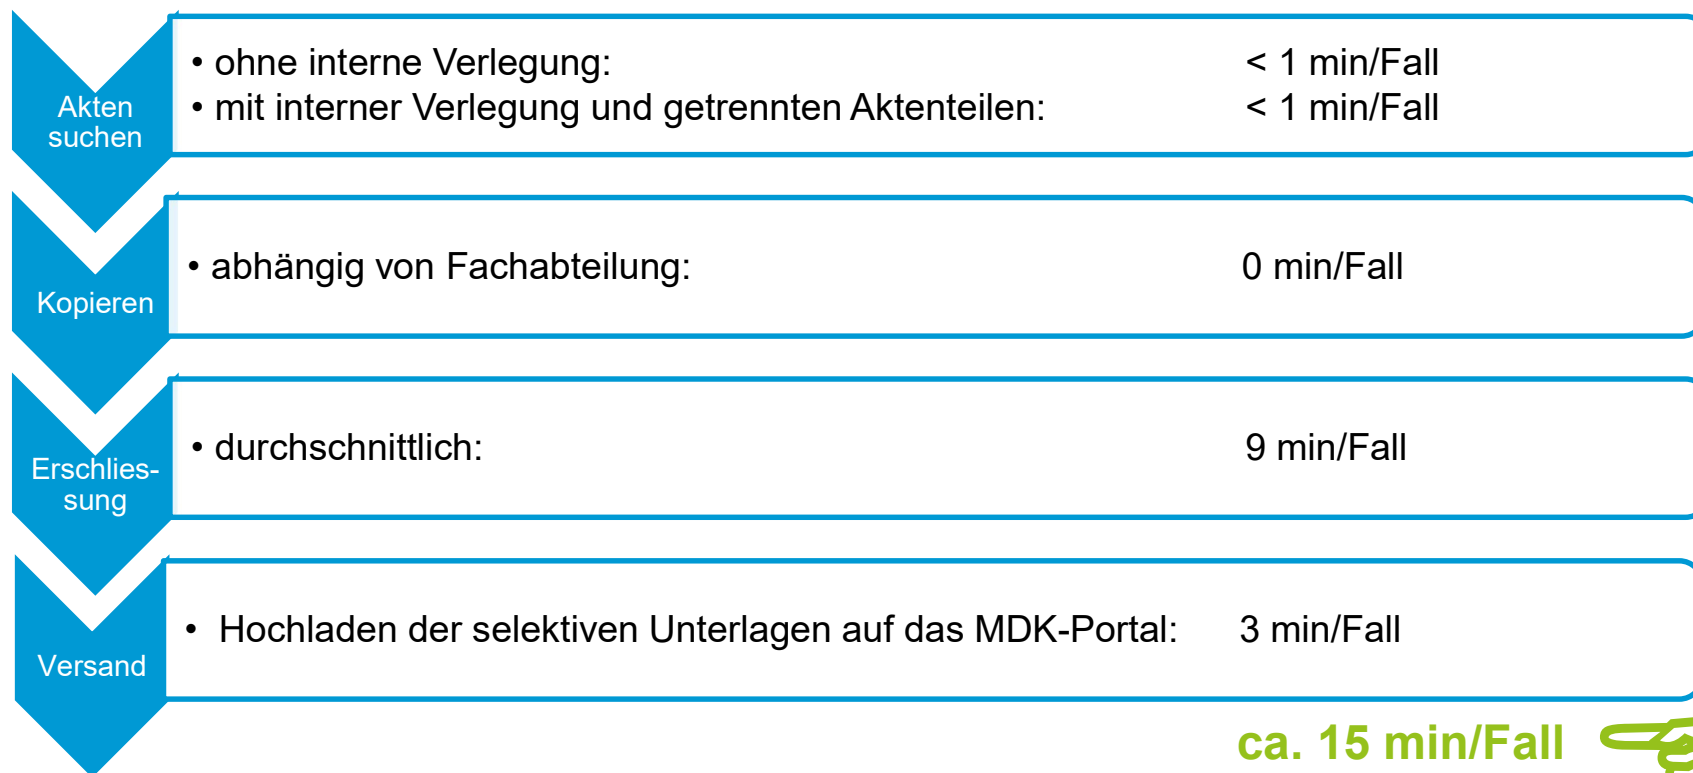 Akten
suchen
• ohne interne Verlegung: < 1 min/Fall
• mit interner Verlegung und getrennten Aktenteilen: < 1 min/Fall
Kopieren
• abhängig von Fachabteilung: 0 min/Fall
Erschlies-
sung
• durchschnittlich: 9 min/Fall
Versand
• Hochladen der selektiven Unterlagen auf das MDK-Portal: 3 min/Fall
ca. 15 min/Fall